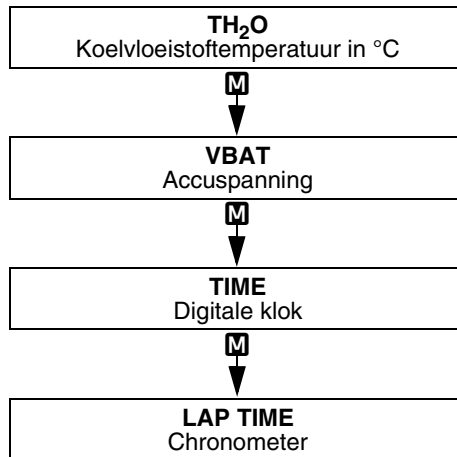 TH₂O
Koelvloeistoftemperatuur in °C
M
VBAT
Accuspanning
M
TIME
Digitale klok
M
LAP TIME
Chronometer